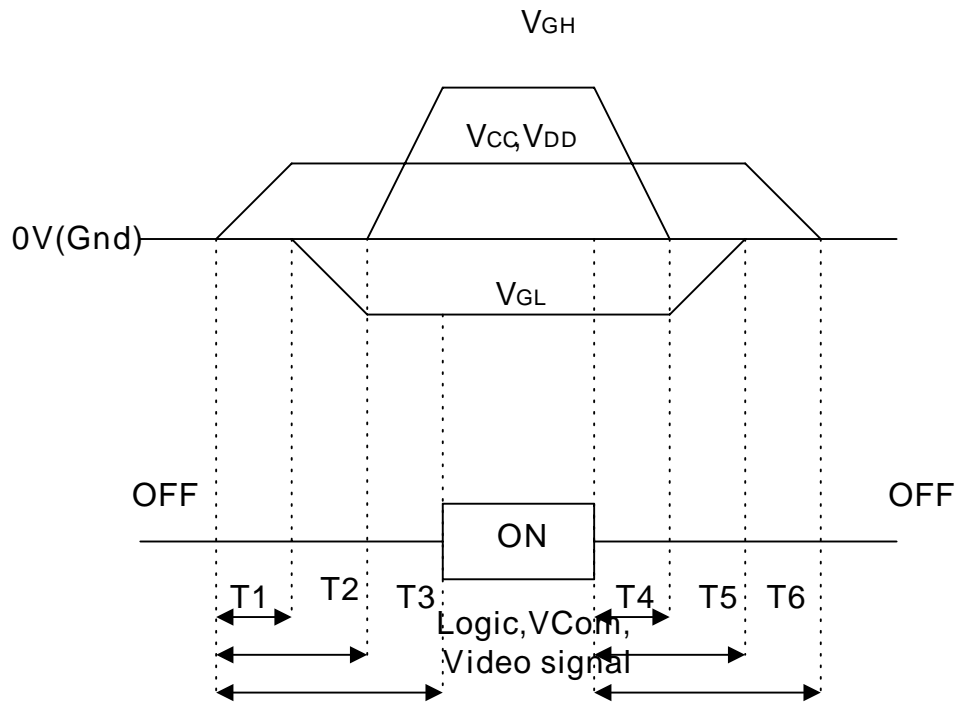 VGH
VCC,VDD
0V(Gnd)
VGL
OFF
OFF
ON
T1 T2 T3 T4 T5 T6
Logic,VCom,
Video signal